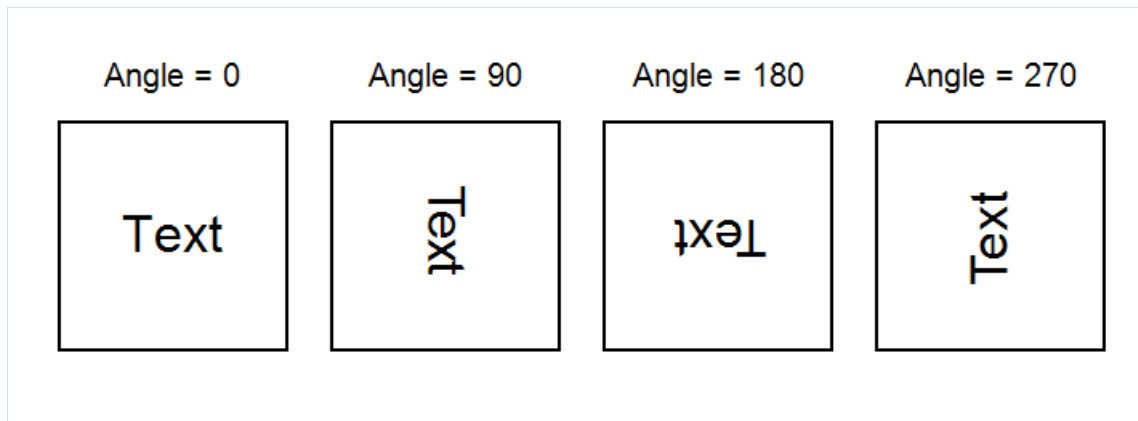 Angle = 0 Angle = 90 Angle = 180 Angle = 270
Text Text Text Text